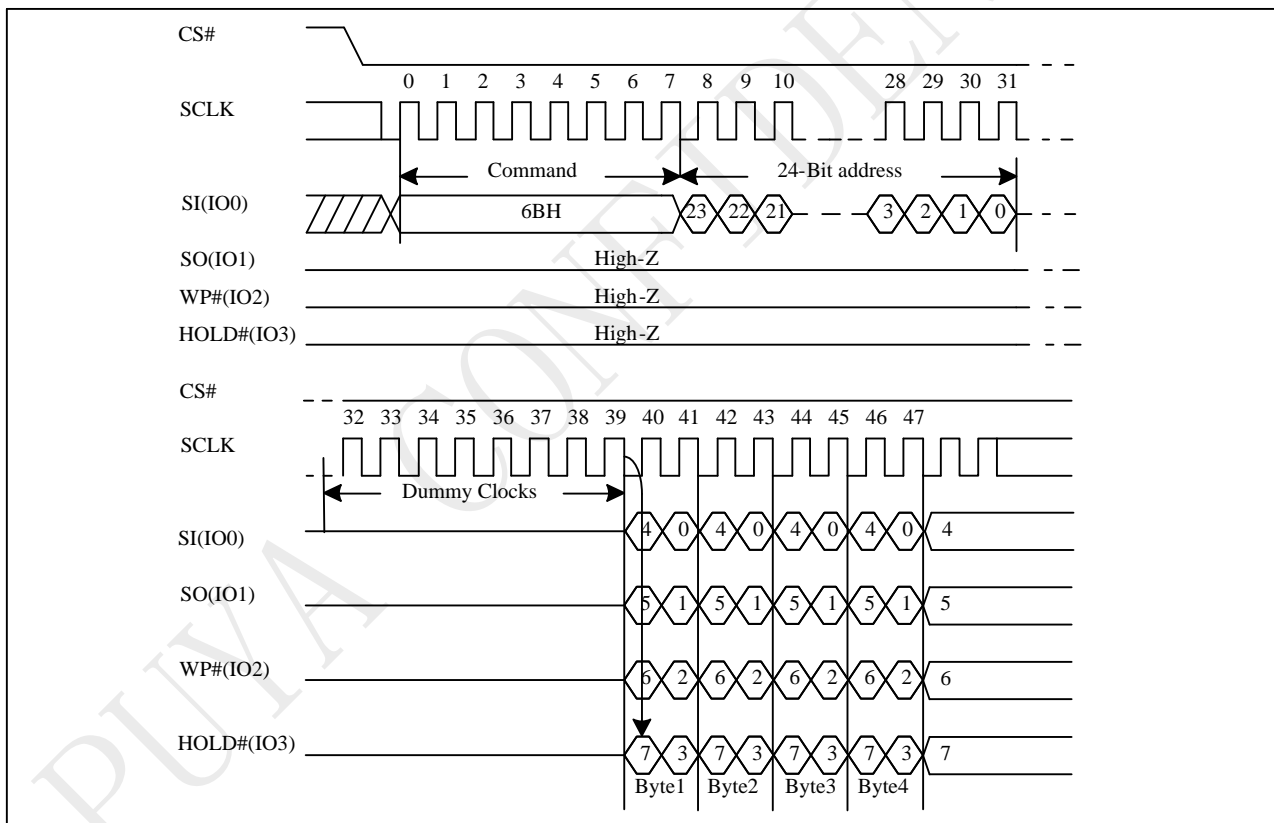 CS#
0 1 2 3 4 5 6 7 8 9 10 28 29 30 31
SCLK
Command 24-Bit address
SI(IO0) 6BH 23 22 21 3 2 1 0
SO(IO1) High-Z
WP#(IO2) High-Z
HOLD#(IO3) High-Z
CS#
32 33 34 35 36 37 38 39 40 41 42 43 44 45 46 47
SCLK
Dummy Clocks
SI(IO0) 4 0 4 0 4 0 4 0 4
SO(IO1) 5 1 5 1 5 1 5 1 5
WP#(IO2) 6 2 6 2 6 2 6 2 6
HOLD#(IO3) 7 3 7 3 7 3 7 3 7
Byte1 Byte2 Byte3 Byte4
PUYA CONFIDEN